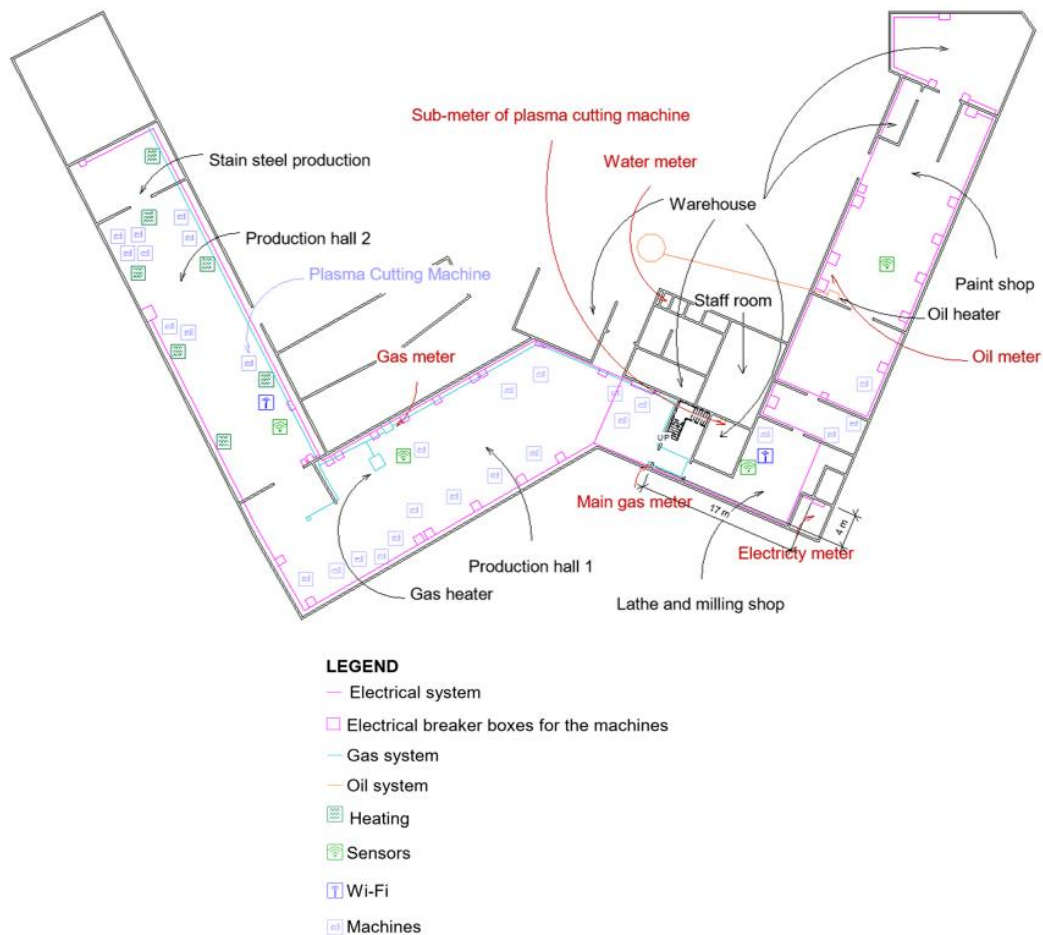 Sub-meter of plasma cutting machine
Stain steel production
Water meter
Warehouse
Production hall 2
Plasma Cutting Machine
Staff room
Paint shop
Oil heater
Gas meter
Oil meter
UP
Main gas meter
17 m
4 m
Electricty meter
Production hall 1
Gas heater
Lathe and milling shop
LEGEND
Electrical system
Electrical breaker boxes for the machines
Gas system
Oil system
Heating
Sensors
Wi-Fi
Machines